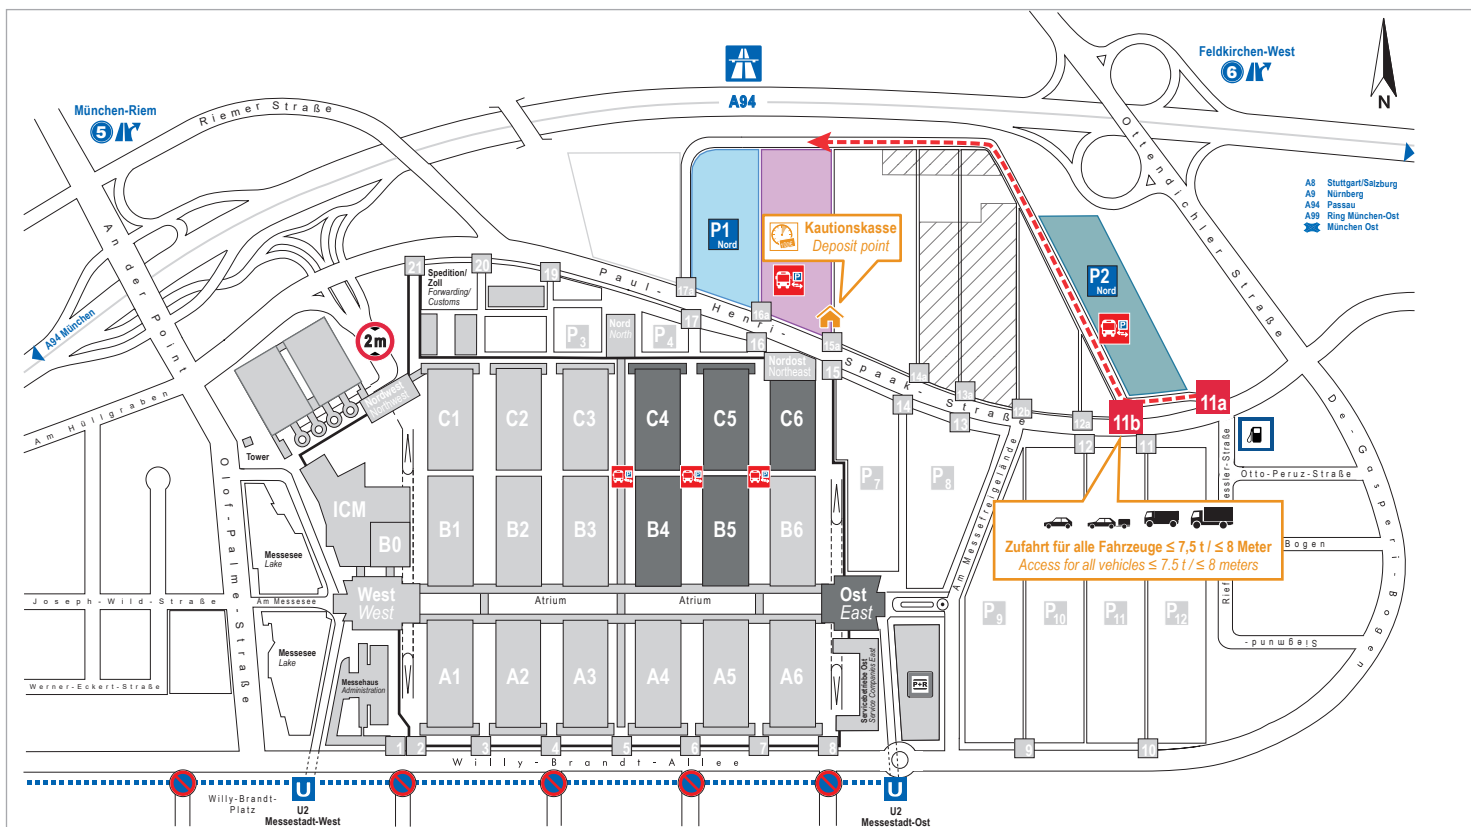 Feldkirchen-West
6
A94
München-Riem
5
Riemer Straße
N
Ottendichler Straße
A8 Stuttgart/Salzburg
A9 Nürnberg
A94 Passau
A99 Ring München-Ost
München Ost
An der Point
A94 München
P1
Nord
Kautionskasse
Deposit point
P2
Nord
21
20
19
Spedition/
Zoll
Forwarding/
Customs
Paul-Henri-Spaak-Straße
17a
16a
17
16
15a
15
14a
13a
12b
12a
14
13
12
11
11b
11a
2m
P3
Nord
North
P4
Nordost
Northeast
Nordwest
Northwest
Am Hüllgraben
Tower
C1
C2
C3
C4
C5
C6
De-Gasperi-Bogen
Olof-Palme-Straße
ICM
B0
B1
B2
B3
B4
B5
B6
P7
P8
Am Messefreigelände
Otto-Peruz-Straße
Zufahrt für alle Fahrzeuge ≤ 7,5 t / ≤ 8 Meter
Access for all vehicles ≤ 7.5 t / ≤ 8 meters
Bogen
Messesee
Lake
Joseph-Wild-Straße
Am Messesee
West
West
Atrium
Atrium
Ost
East
P9
P10
P11
P12
Siegmund-
Messesee
Lake
Werner-Eckert-Straße
Messehaus
Administration
A1
A2
A3
A4
A5
A6
Servicebetriebe Ost
Service Companies East
P+R
1
2
3
4
5
6
7
8
9
10
Willy-Brandt-Allee
Willy-Brandt-
Platz
U
U2
Messestadt-West
U
U2
Messestadt-Ost